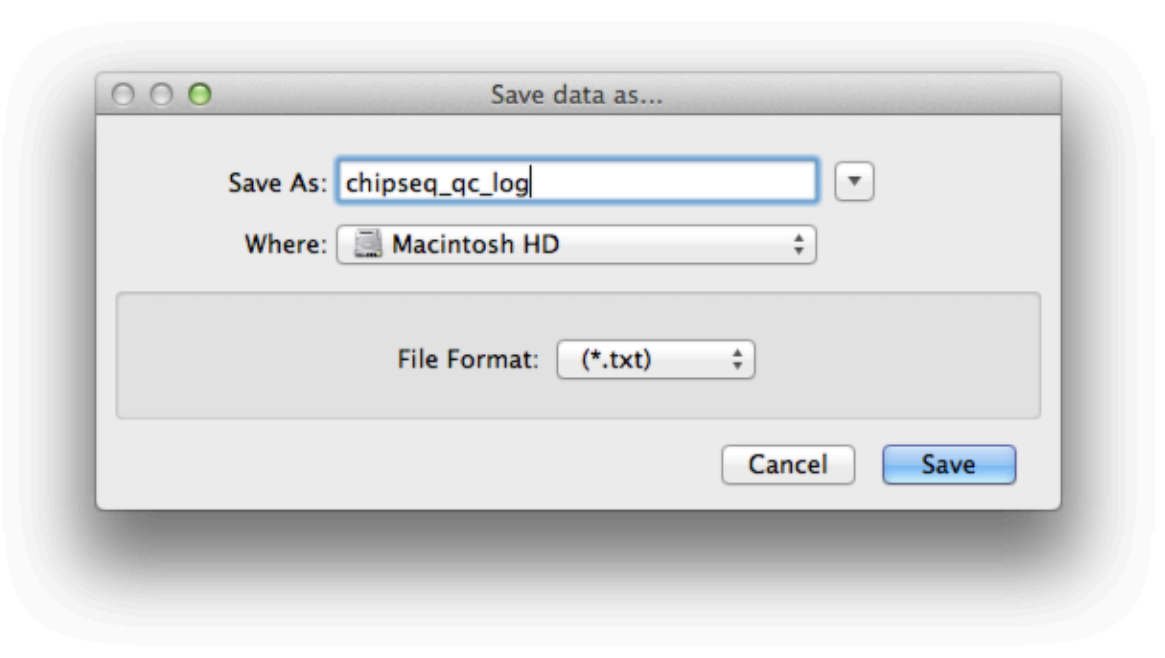 Save data as...
Save As: chipseq_qc_log
Where: Macintosh HD
File Format: (*.txt)
Cancel Save